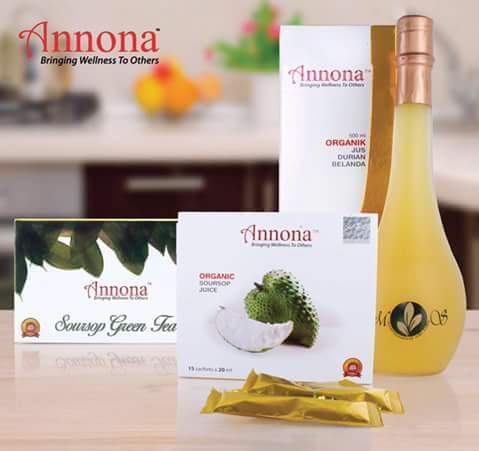 Annona™
Bringing Wellness To Others
Annona™
Bringing Wellness To Others
500 ml
ORGANIK
JUS
DURIAN
BELANDA
Annona™
Bringing Wellness To Others
Soursop Green Tea
Annona™
Bringing Wellness To Others
ORGANIC
SOURSOP
JUICE
15 sachets x 20 ml
M S